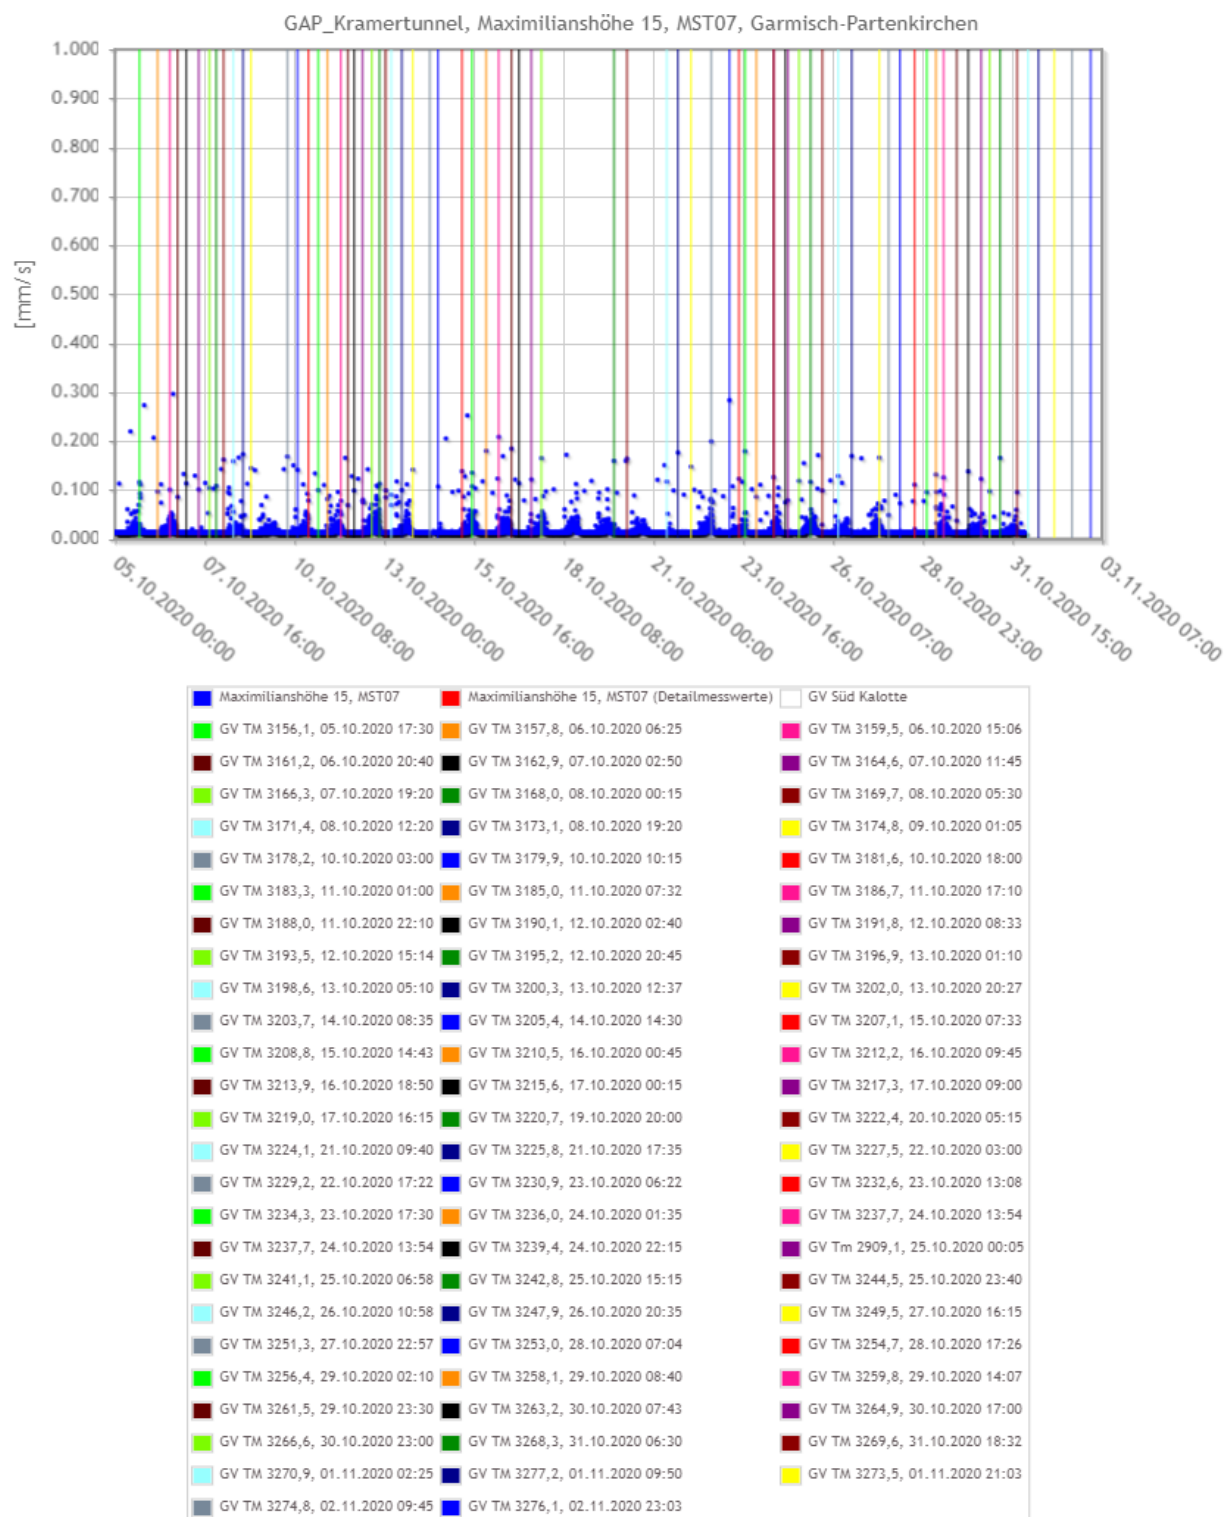 GAP_Kramertunnel, Maximilianshöhe 15, MST07, Garmisch-Partenkirchen
1.000
0.900
0.800
0.700
0.600
0.500
0.400
0.300
0.200
0.100
0.000
[mm/s]
05.10.2020 00:00
07.10.2020 16:00
10.10.2020 08:00
13.10.2020 00:00
15.10.2020 16:00
18.10.2020 08:00
21.10.2020 00:00
23.10.2020 16:00
26.10.2020 07:00
28.10.2020 23:00
31.10.2020 15:00
03.11.2020 07:00
Maximilianshöhe 15, MST07 Maximilianshöhe 15, MST07 (Detailmesswerte) GV Süd Kalotte
GV TM 3156,1, 05.10.2020 17:30 GV TM 3157,8, 06.10.2020 06:25 GV TM 3159,5, 06.10.2020 15:06
GV TM 3161,2, 06.10.2020 20:40 GV TM 3162,9, 07.10.2020 02:50 GV TM 3164,6, 07.10.2020 11:45
GV TM 3166,3, 07.10.2020 19:20 GV TM 3168,0, 08.10.2020 00:15 GV TM 3169,7, 08.10.2020 05:30
GV TM 3171,4, 08.10.2020 12:20 GV TM 3173,1, 08.10.2020 19:20 GV TM 3174,8, 09.10.2020 01:05
GV TM 3178,2, 10.10.2020 03:00 GV TM 3179,9, 10.10.2020 10:15 GV TM 3181,6, 10.10.2020 18:00
GV TM 3183,3, 11.10.2020 01:00 GV TM 3185,0, 11.10.2020 07:32 GV TM 3186,7, 11.10.2020 17:10
GV TM 3188,0, 11.10.2020 22:10 GV TM 3190,1, 12.10.2020 02:40 GV TM 3191,8, 12.10.2020 08:33
GV TM 3193,5, 12.10.2020 15:14 GV TM 3195,2, 12.10.2020 20:45 GV TM 3196,9, 13.10.2020 01:10
GV TM 3198,6, 13.10.2020 05:10 GV TM 3200,3, 13.10.2020 12:37 GV TM 3202,0, 13.10.2020 20:27
GV TM 3203,7, 14.10.2020 08:35 GV TM 3205,4, 14.10.2020 14:30 GV TM 3207,1, 15.10.2020 07:33
GV TM 3208,8, 15.10.2020 14:43 GV TM 3210,5, 16.10.2020 00:45 GV TM 3212,2, 16.10.2020 09:45
GV TM 3213,9, 16.10.2020 18:50 GV TM 3215,6, 17.10.2020 00:15 GV TM 3217,3, 17.10.2020 09:00
GV TM 3219,0, 17.10.2020 16:15 GV TM 3220,7, 19.10.2020 20:00 GV TM 3222,4, 20.10.2020 05:15
GV TM 3224,1, 21.10.2020 09:40 GV TM 3225,8, 21.10.2020 17:35 GV TM 3227,5, 22.10.2020 03:00
GV TM 3229,2, 22.10.2020 17:22 GV TM 3230,9, 23.10.2020 06:22 GV TM 3232,6, 23.10.2020 13:08
GV TM 3234,3, 23.10.2020 17:30 GV TM 3236,0, 24.10.2020 01:35 GV TM 3237,7, 24.10.2020 13:54
GV TM 3237,7, 24.10.2020 13:54 GV TM 3239,4, 24.10.2020 22:15 GV Tm 2909,1, 25.10.2020 00:05
GV TM 3241,1, 25.10.2020 06:58 GV TM 3242,8, 25.10.2020 15:15 GV TM 3244,5, 25.10.2020 23:40
GV TM 3246,2, 26.10.2020 10:58 GV TM 3247,9, 26.10.2020 20:35 GV TM 3249,5, 27.10.2020 16:15
GV TM 3251,3, 27.10.2020 22:57 GV TM 3253,0, 28.10.2020 07:04 GV TM 3254,7, 28.10.2020 17:26
GV TM 3256,4, 29.10.2020 02:10 GV TM 3258,1, 29.10.2020 08:40 GV TM 3259,8, 29.10.2020 14:07
GV TM 3261,5, 29.10.2020 23:30 GV TM 3263,2, 30.10.2020 07:43 GV TM 3264,9, 30.10.2020 17:00
GV TM 3266,6, 30.10.2020 23:00 GV TM 3268,3, 31.10.2020 06:30 GV TM 3269,6, 31.10.2020 18:32
GV TM 3270,9, 01.11.2020 02:25 GV TM 3277,2, 01.11.2020 09:50 GV TM 3273,5, 01.11.2020 21:03
GV TM 3274,8, 02.11.2020 09:45 GV TM 3276,1, 02.11.2020 23:03